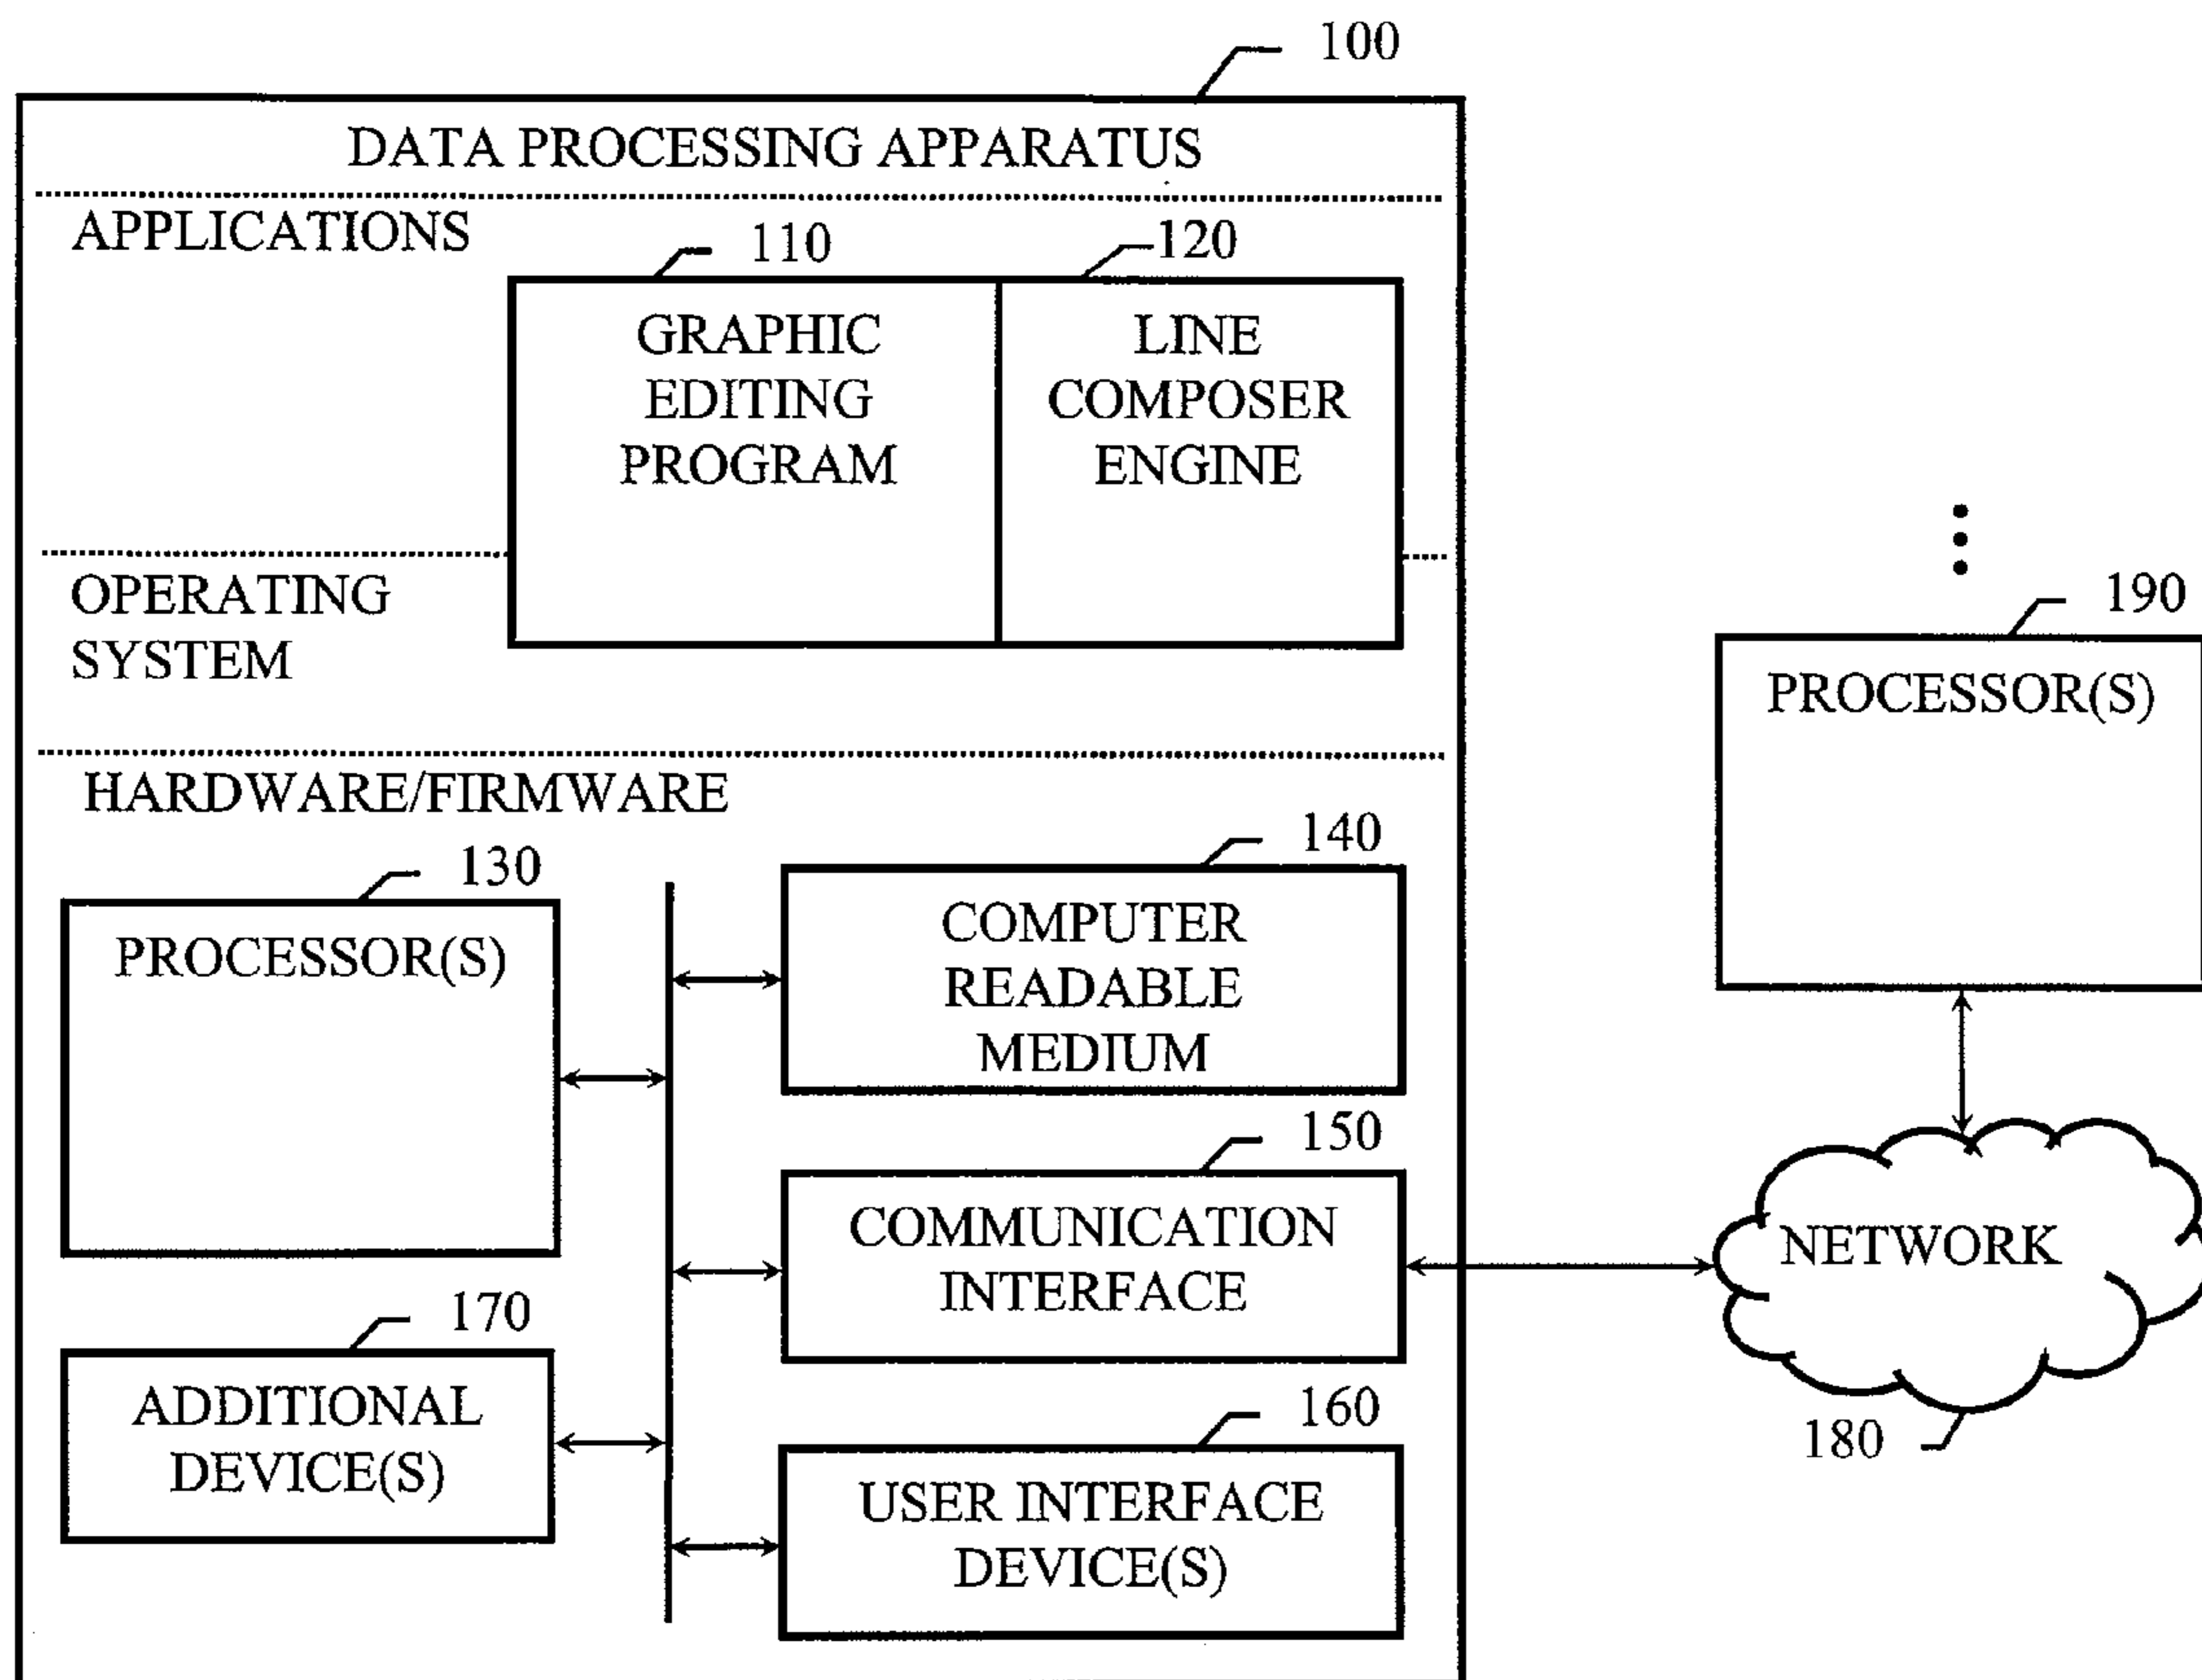 100
DATA PROCESSING APPARATUS
APPLICATIONS
110
120
GRAPHIC
EDITING
PROGRAM
LINE
COMPOSER
ENGINE
OPERATING
SYSTEM
190
PROCESSOR(S)
HARDWARE/FIRMWARE
130
PROCESSOR(S)
140
COMPUTER
READABLE
MEDIUM
150
COMMUNICATION
INTERFACE
NETWORK
180
170
ADDITIONAL
DEVICE(S)
160
USER INTERFACE
DEVICE(S)